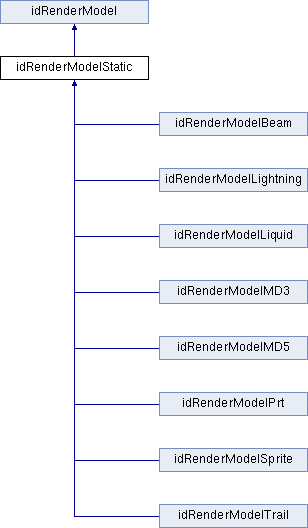 idRenderModel
idRenderModelStatic
idRenderModelBeam
idRenderModelLightning
idRenderModelLiquid
idRenderModelMD3
idRenderModelMD5
idRenderModelPrt
idRenderModelSprite
idRenderModelTrail